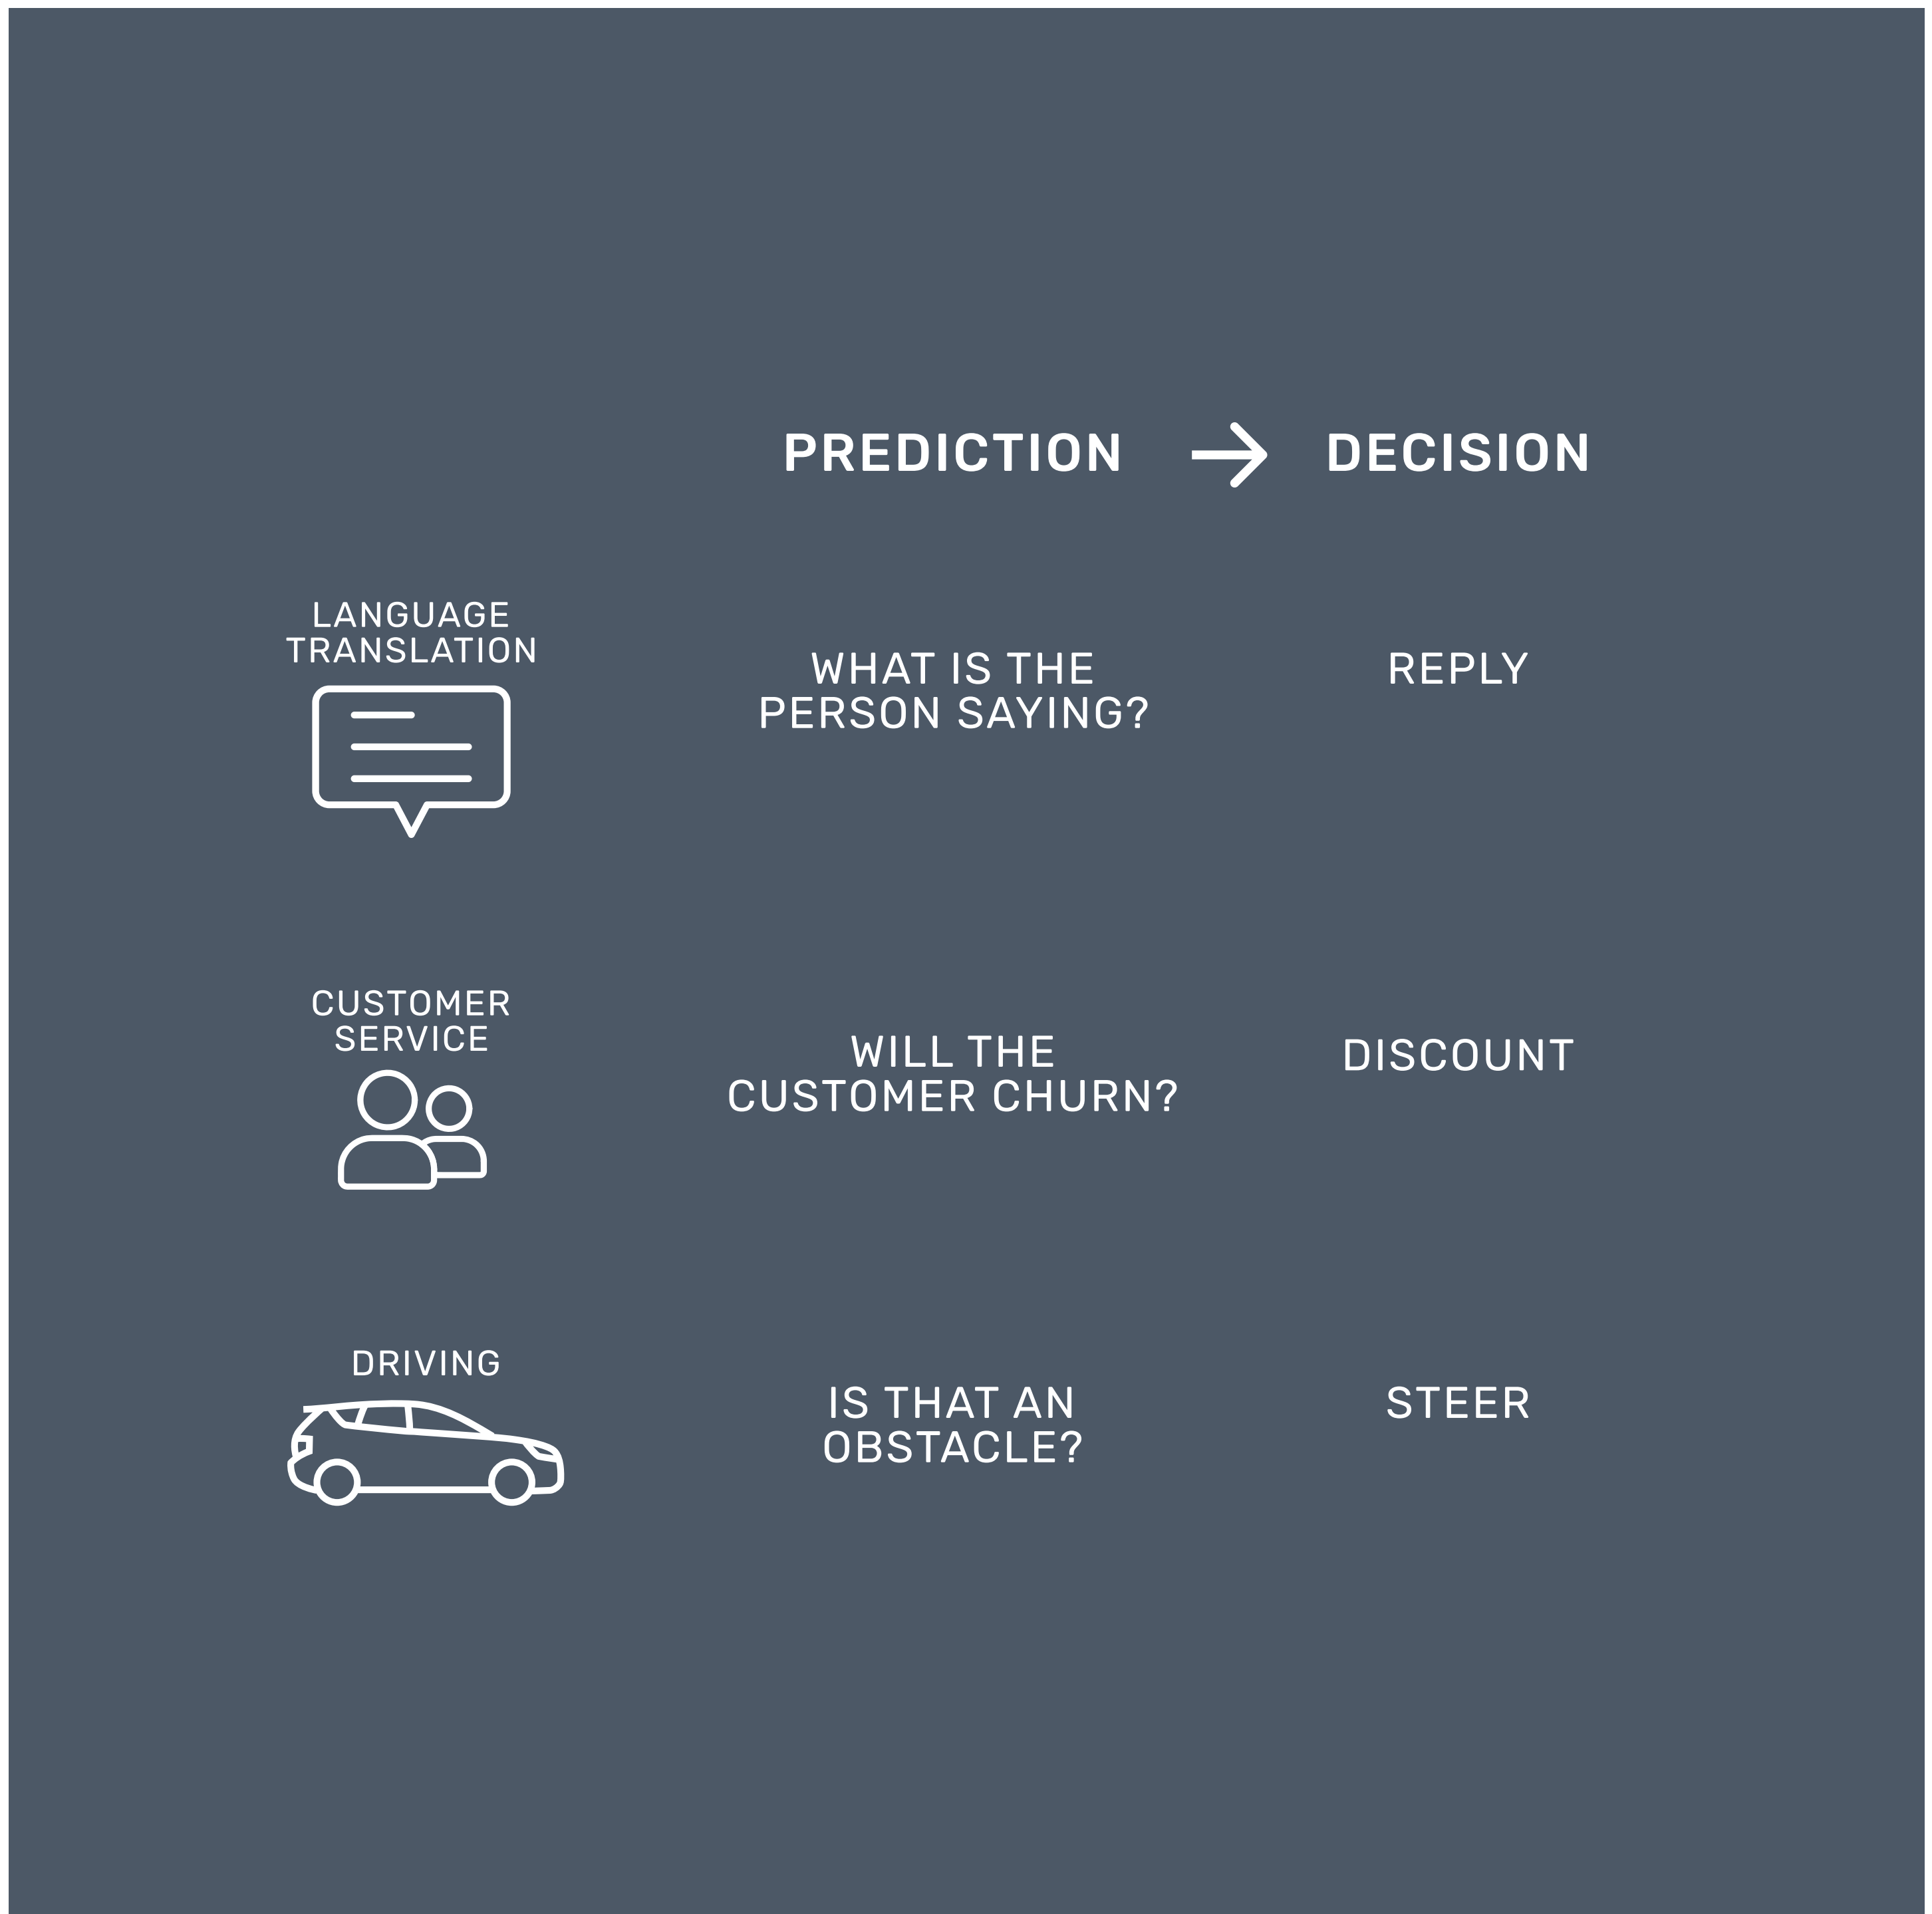 PREDICTION → DECISION
LANGUAGE
TRANSLATION
WHAT IS THE
PERSON SAYING?
REPLY
CUSTOMER
SERVICE
WILL THE
CUSTOMER CHURN?
DISCOUNT
DRIVING
IS THAT AN
OBSTACLE?
STEER